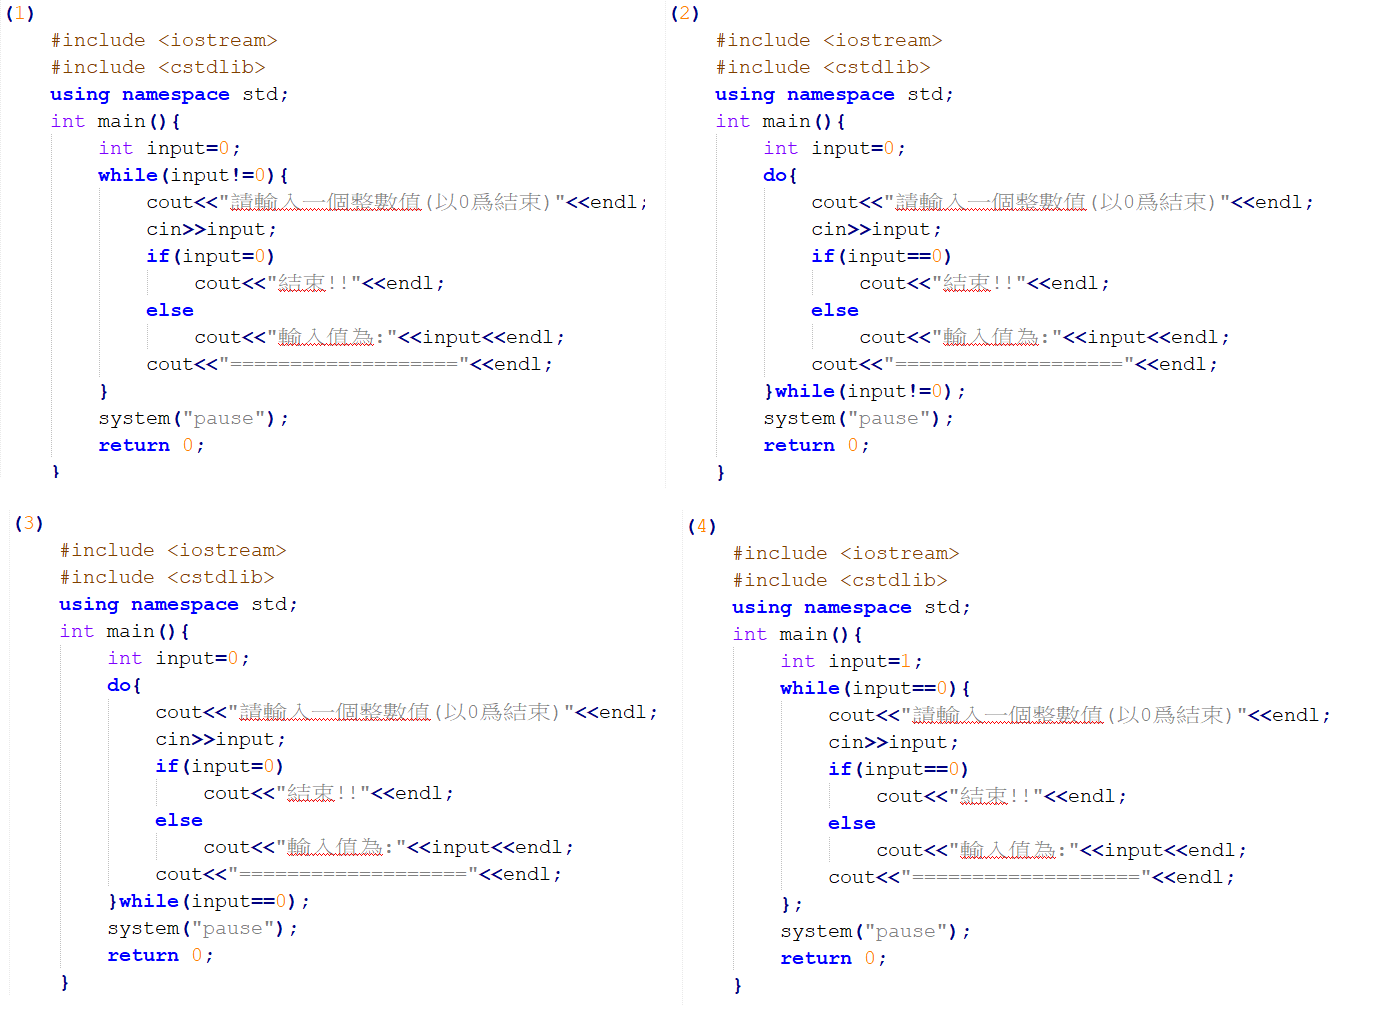 (1)
#include <iostream>
#include <cstdlib>
using namespace std;
int main(){
int input=0;
while(input!=0){
cout<<"請輸入一個整數值(以0爲結束)"<<endl;
cin>>input;
if(input=0)
cout<<"結束!!"<<endl;
else
cout<<"輸入值為:"<<input<<endl;
cout<<"==================="<<endl;
}
system("pause");
return 0;
}
(2)
#include <iostream>
#include <cstdlib>
using namespace std;
int main(){
int input=0;
do{
cout<<"請輸入一個整數值(以0爲結束)"<<endl;
cin>>input;
if(input==0)
cout<<"結束!!"<<endl;
else
cout<<"輸入值為:"<<input<<endl;
cout<<"==================="<<endl;
}while(input!=0);
system("pause");
return 0;
}
(3)
#include <iostream>
#include <cstdlib>
using namespace std;
int main(){
int input=0;
do{
cout<<"請輸入一個整數值(以0爲結束)"<<endl;
cin>>input;
if(input=0)
cout<<"結束!!"<<endl;
else
cout<<"輸入值為:"<<input<<endl;
cout<<"==================="<<endl;
}while(input==0);
system("pause");
return 0;
}
(4)
#include <iostream>
#include <cstdlib>
using namespace std;
int main(){
int input=1;
while(input==0){
cout<<"請輸入一個整數值(以0爲結束)"<<endl;
cin>>input;
if(input==0)
cout<<"結束!!"<<endl;
else
cout<<"輸入值為:"<<input<<endl;
cout<<"==================="<<endl;
};
system("pause");
return 0;
}